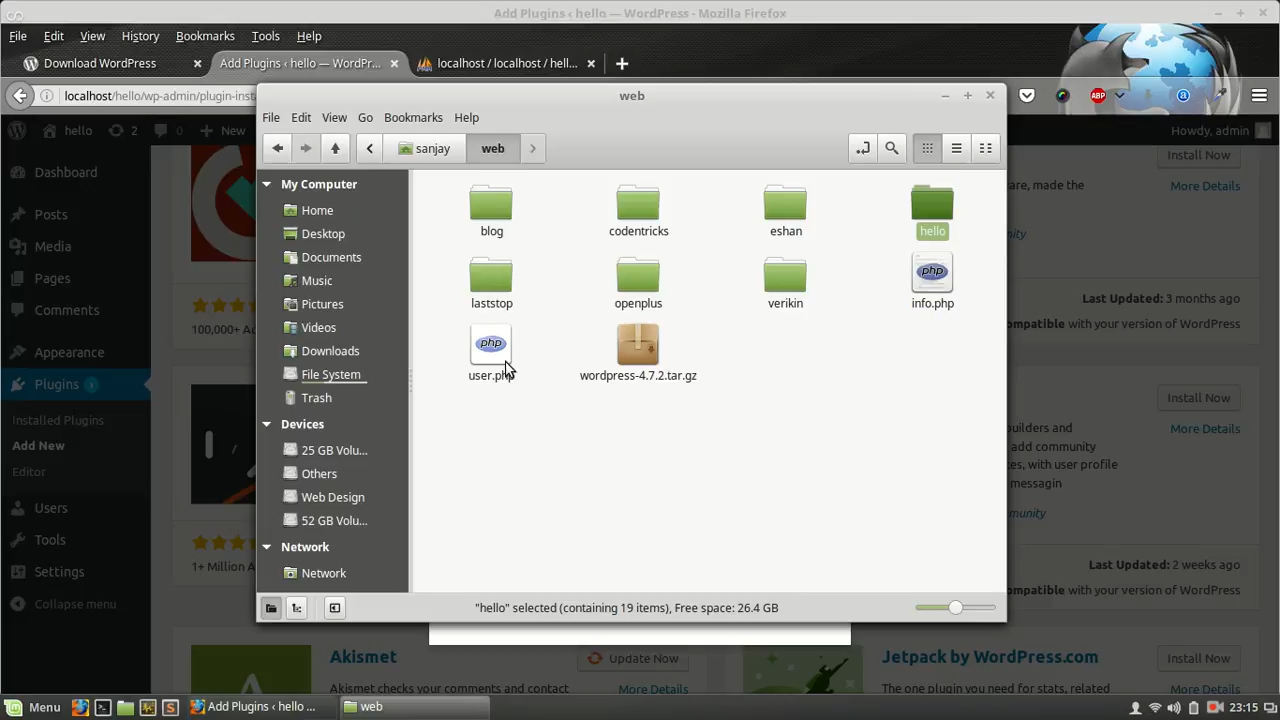 Add Plugins ‹ hello — WordPress - Mozilla Firefox
File Edit View History Bookmarks Tools Help
Download WordPress
Add Plugins ‹ hello — WordPr...
localhost / localhost / hell...
localhost/hello/wp-admin/plugin-inst
ABP
hello 2 New
Howdy, admin
Dashboard
Posts
Media
Pages
Comments
Appearance
Plugins 1
Installed Plugins
Add New
Editor
Users
Tools
Settings
Collapse menu
web
File Edit View Go Bookmarks Help
sanjay
web
My Computer
Home
Desktop
Documents
Music
Pictures
Videos
Downloads
File System
Trash
Devices
25 GB Volu...
Others
Web Design
52 GB Volu...
Network
Network
blog
codentricks
eshan
hello
laststop
openplus
verikin
php
info.php
php
user.php
wordpress-4.7.2.tar.gz
"hello" selected (containing 19 items), Free space: 26.4 GB
Install Now
are, made the
More Details
Last Updated: 3 months ago
100,000+ Ac
ompatible with your version of WordPress
Install Now
builders and
More Details
add community
es, with user profile
messagin
munity
Last Updated: 2 weeks ago
1+ Million A
ompatible with your version of WordPress
Akismet
Update Now
Akismet checks your comments and contact
More Details
Jetpack by WordPress.com
Install Now
The one plugin you need for stats, related
More Details
Menu
Add Plugins ‹ hello ...
web
23:15